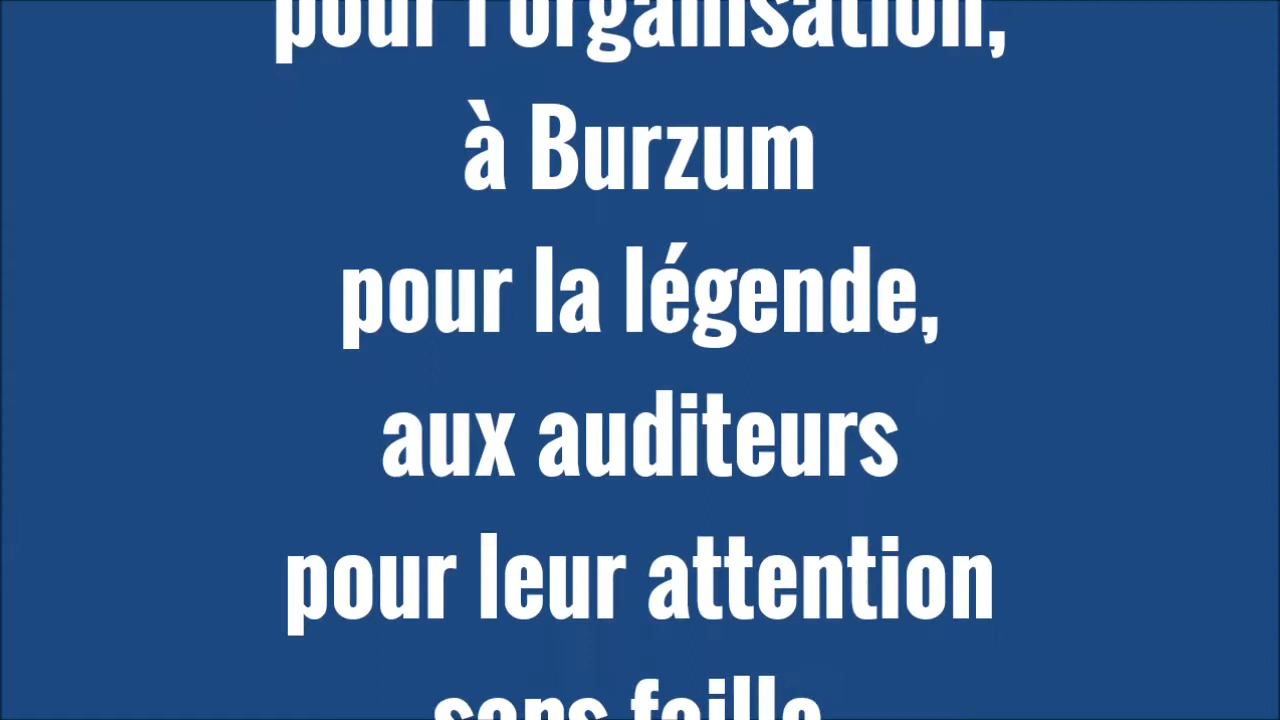 pour l'organisation,
à Burzum
pour la légende,
aux auditeurs
pour leur attention
sans faille